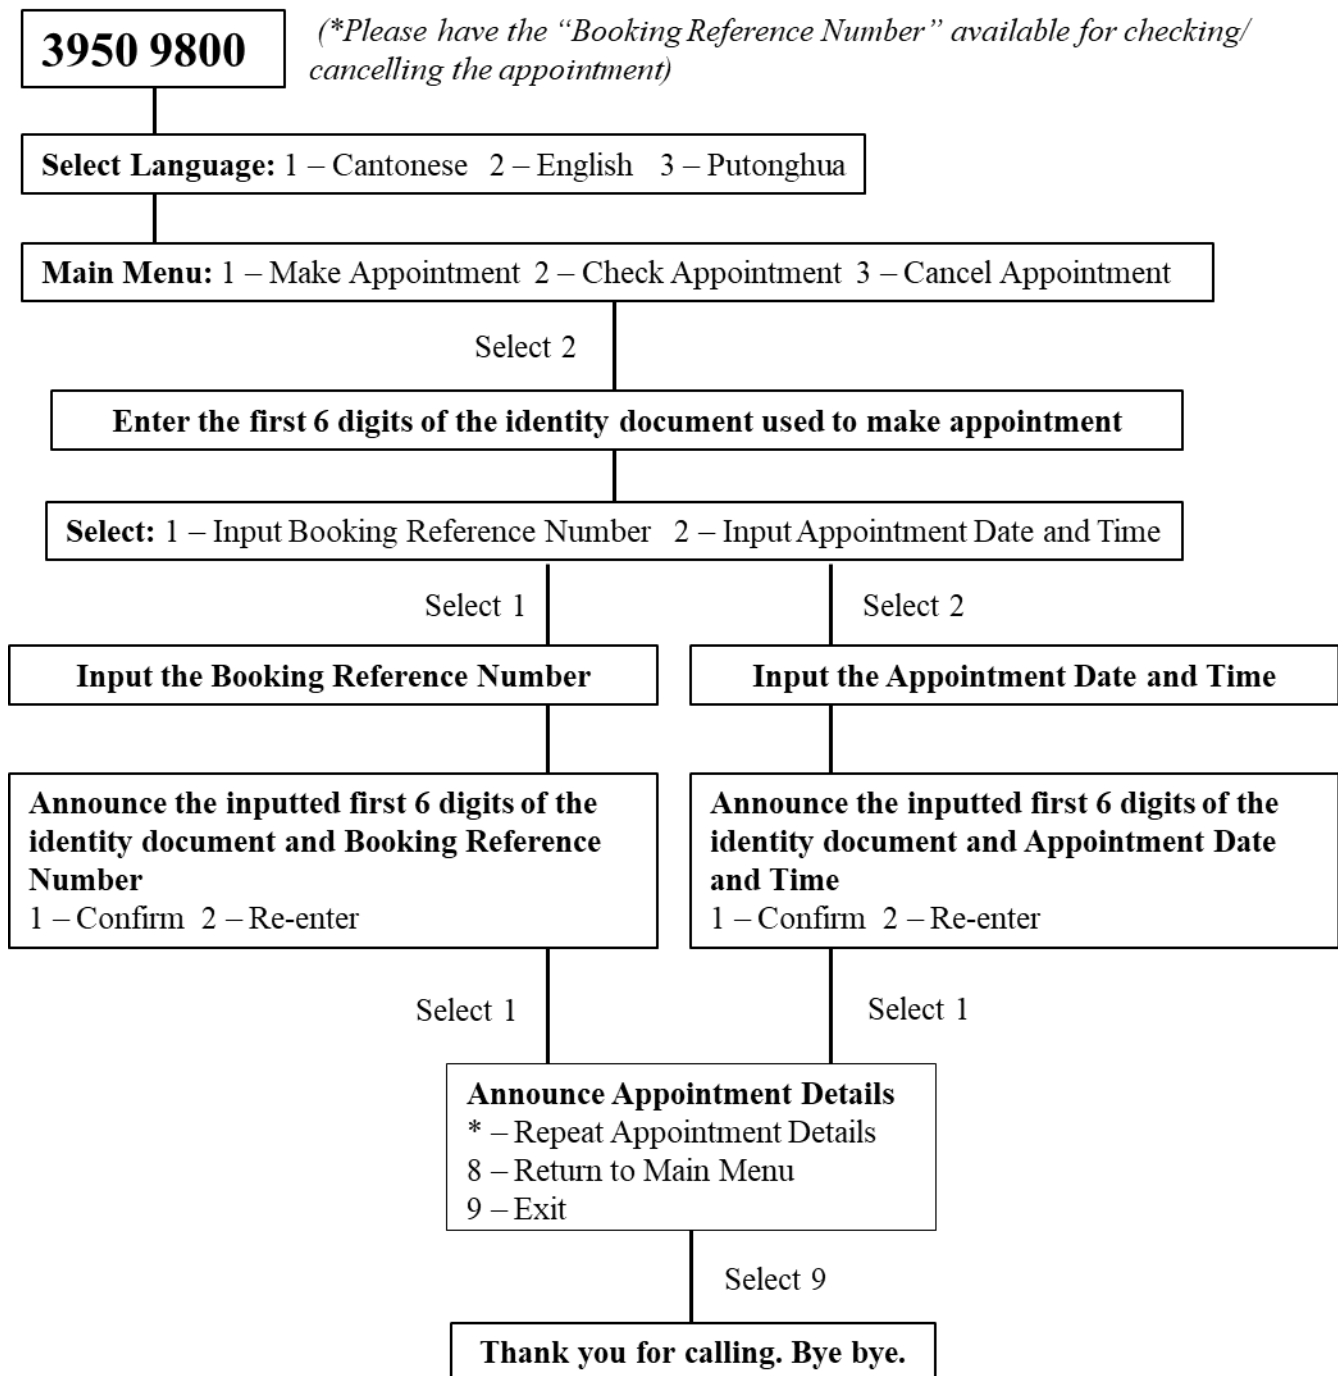 3950 9800
(*Please have the “Booking Reference Number” available for checking/
cancelling the appointment)
Select Language: 1 – Cantonese 2 – English 3 – Putonghua
Main Menu: 1 – Make Appointment 2 – Check Appointment 3 – Cancel Appointment
Select 2
Enter the first 6 digits of the identity document used to make appointment
Select: 1 – Input Booking Reference Number 2 – Input Appointment Date and Time
Select 1
Select 2
Input the Booking Reference Number
Input the Appointment Date and Time
Announce the inputted first 6 digits of the
identity document and Booking Reference
Number
1 – Confirm 2 – Re-enter
Announce the inputted first 6 digits of the
identity document and Appointment Date
and Time
1 – Confirm 2 – Re-enter
Select 1
Select 1
Announce Appointment Details
* – Repeat Appointment Details
8 – Return to Main Menu
9 – Exit
Select 9
Thank you for calling. Bye bye.